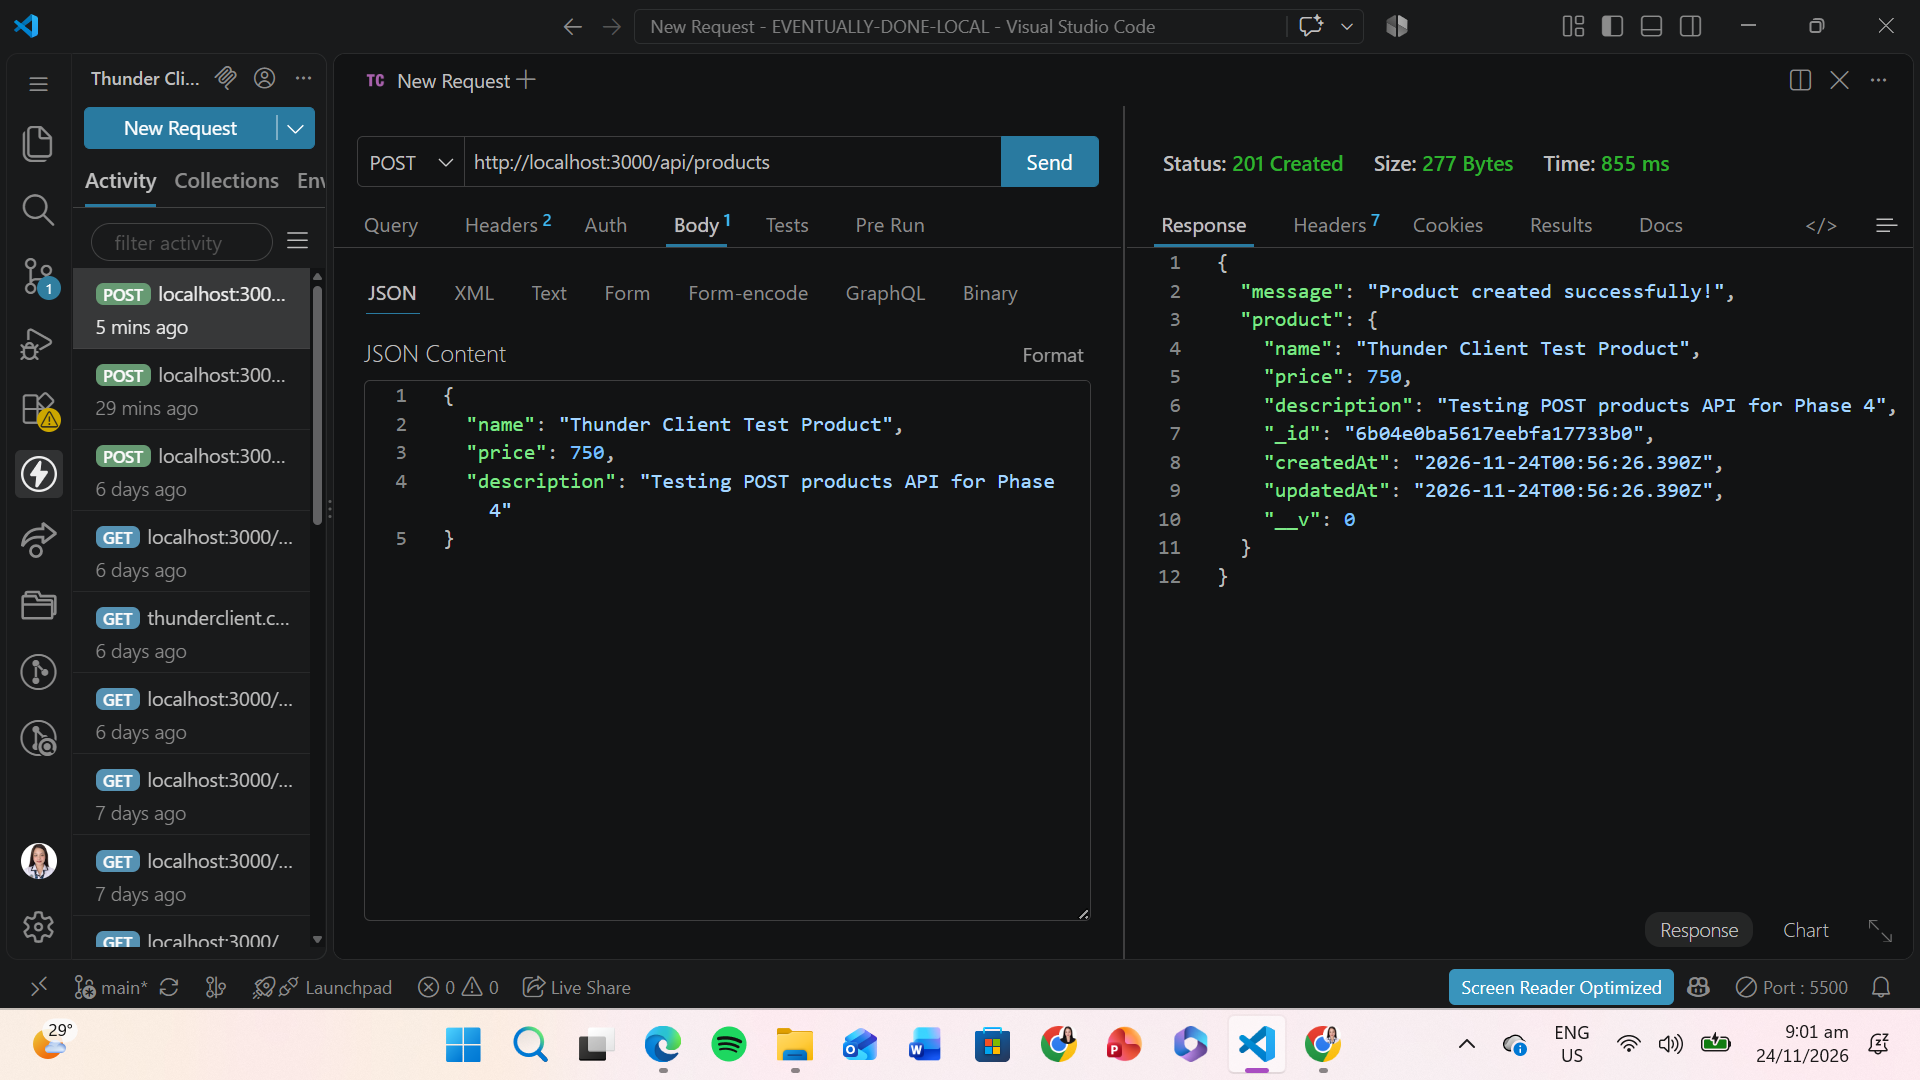 New Request - EVENTUALLY-DONE-LOCAL - Visual Studio Code
Thunder Cli...
New Request
Activity Collections Env
filter activity
POST localhost:300...
5 mins ago
POST localhost:300...
29 mins ago
POST localhost:300...
6 days ago
GET localhost:3000/...
6 days ago
GET thunderclient.c...
6 days ago
GET localhost:3000/...
6 days ago
GET localhost:3000/...
7 days ago
GET localhost:3000/...
7 days ago
GET localhost:3000/
1
TC New Request
POST http://localhost:3000/api/products Send
Query Headers 2 Auth Body 1 Tests Pre Run
JSON XML Text Form Form-encode GraphQL Binary
JSON Content Format
1 {
2 "name": "Thunder Client Test Product",
3 "price": 750,
4 "description": "Testing POST products API for Phase
4"
5 }
Status: 201 Created Size: 277 Bytes Time: 855 ms
Response Headers 7 Cookies Results Docs </>
1 {
2 "message": "Product created successfully!",
3 "product": {
4 "name": "Thunder Client Test Product",
5 "price": 750,
6 "description": "Testing POST products API for Phase 4",
7 "_id": "6b04e0ba5617eebfa17733b0",
8 "createdAt": "2026-11-24T00:56:26.390Z",
9 "updatedAt": "2026-11-24T00:56:26.390Z",
10 "__v": 0
11 }
12 }
Response Chart
main* Launchpad 0 0 Live Share Screen Reader Optimized Port : 5500
29°
ENG
US
9:01 am
24/11/2026